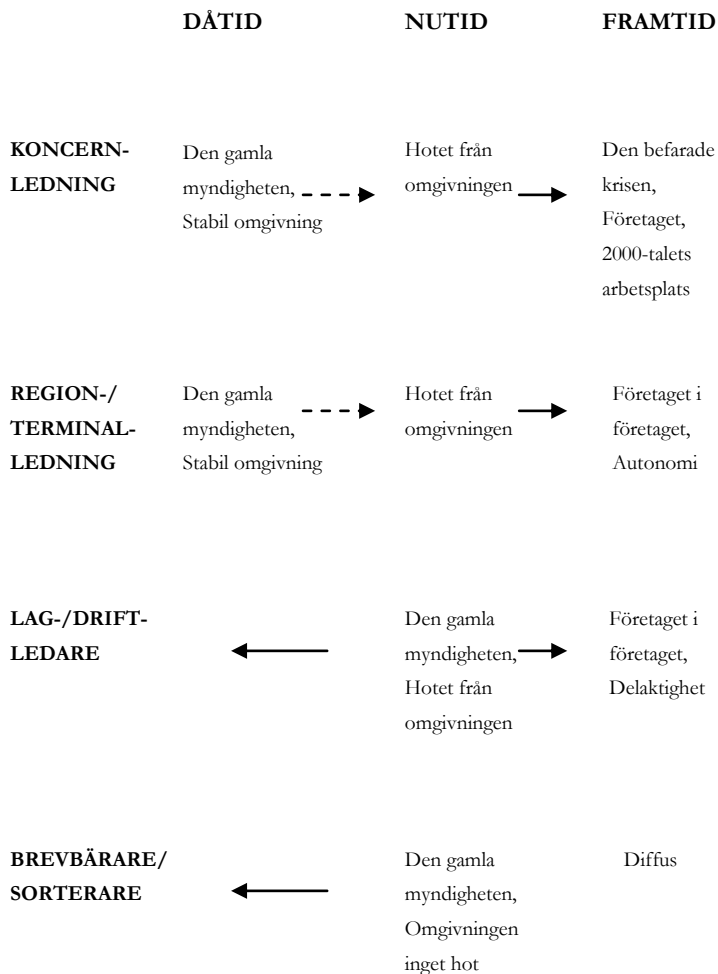 DÅTID NUTID FRAMTID
KONCERN-
LEDNING
Den gamla
myndigheten,
Stabil omgivning
Hotet från
omgivningen
Den befarade
krisen,
Företaget,
2000-talets
arbetsplats
REGION-/
TERMINAL-
LEDNING
Den gamla
myndigheten,
Stabil omgivning
Hotet från
omgivningen
Företaget i
företaget,
Autonomi
LAG-/DRIFT-
LEDARE
Den gamla
myndigheten,
Hotet från
omgivningen
Företaget i
företaget,
Delaktighet
BREVBÄRARE/
SORTERARE
Den gamla
myndigheten,
Omgivningen
inget hot
Diffus